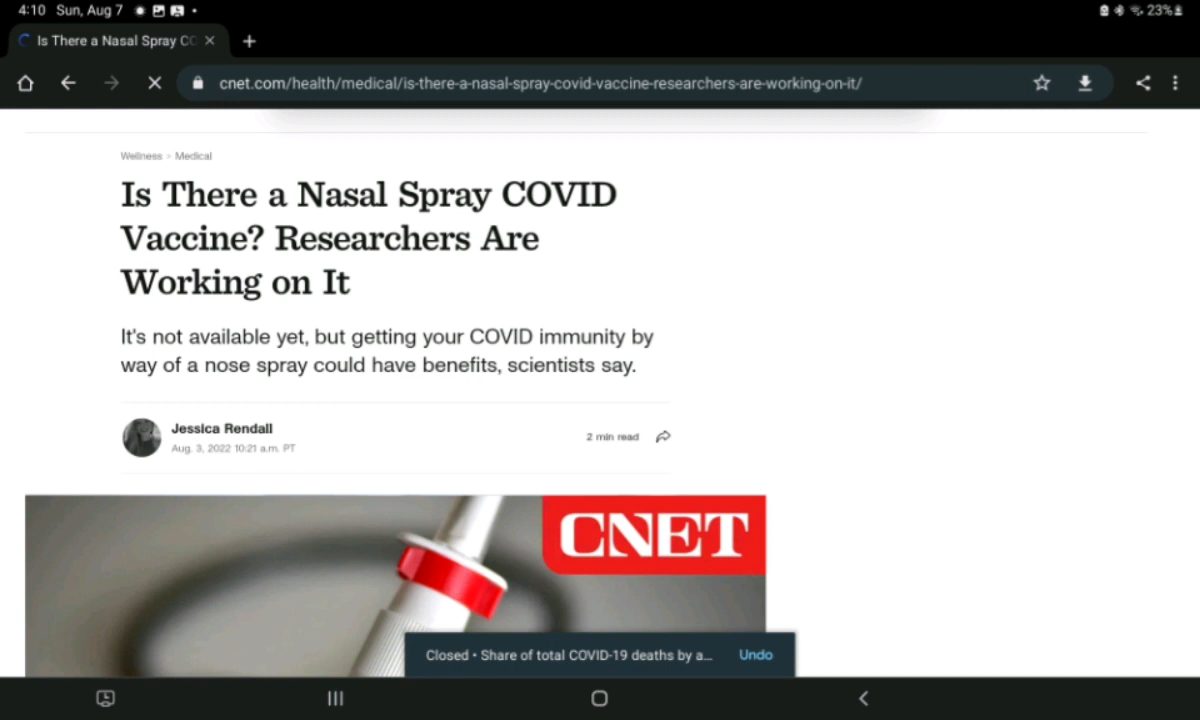 4:10 Sun, Aug 7
23%
Is There a Nasal Spray CO
cnet.com/health/medical/is-there-a-nasal-spray-covid-vaccine-researchers-are-working-on-it/
Wellness > Medical
Is There a Nasal Spray COVID
Vaccine? Researchers Are
Working on It
It's not available yet, but getting your COVID immunity by
way of a nose spray could have benefits, scientists say.
Jessica Rendall
Aug. 3, 2022 10:21 a.m. PT
2 min read
CNET
Closed • Share of total COVID-19 deaths by a... Undo